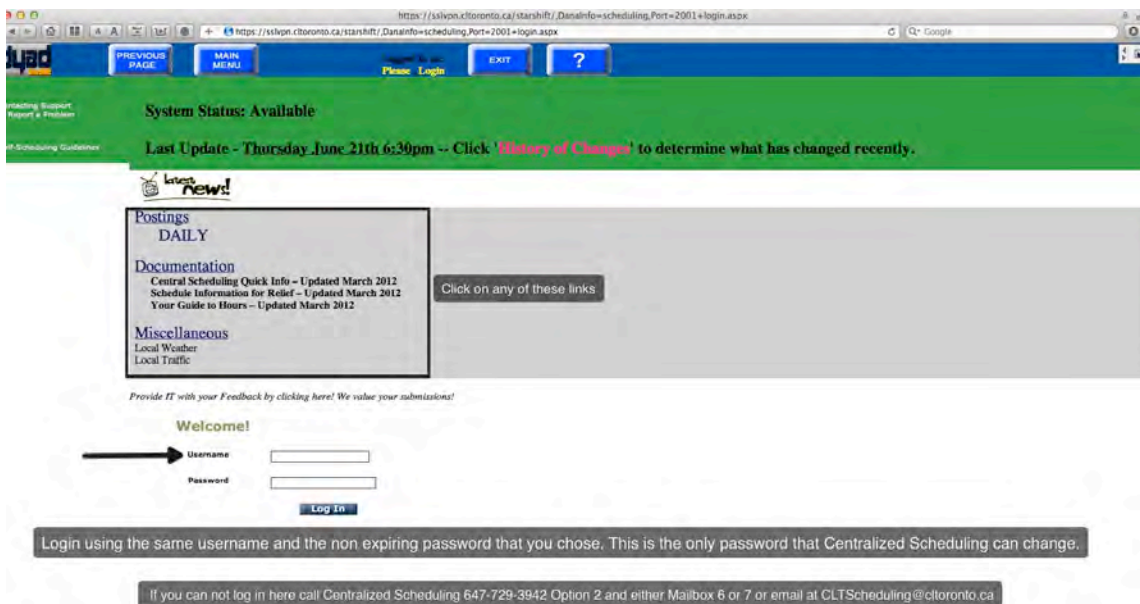 https://sslvpn.cltoronto.ca/starshift/,DanaInfo=scheduling,Port=2001+login.aspx
https://sslvpn.cltoronto.ca/starshift/,DanaInfo=scheduling,Port=2001+login.aspx
Google
PREVIOUS PAGE
MAIN MENU
Please Login
EXIT
?
Contacting Support
Report a Problem
System Status: Available
Self-Scheduling Guidelines
Last Update - Thursday June 21th 6:30pm -- Click 'History of Changes' to determine what has changed recently.
latest news!
Postings
DAILY
Documentation
Central Scheduling Quick Info – Updated March 2012
Schedule Information for Relief – Updated March 2012
Your Guide to Hours – Updated March 2012
Click on any of these links
Miscellaneous
Local Weather
Local Traffic
Provide IT with your Feedback by clicking here! We value your submissions!
Welcome!
Username
Password
Log In
Login using the same username and the non expiring password that you chose. This is the only password that Centralized Scheduling can change.
If you can not log in here call Centralized Scheduling 647-729-3942 Option 2 and either Mailbox 6 or 7 or email at CLTScheduling@cltoronto.ca